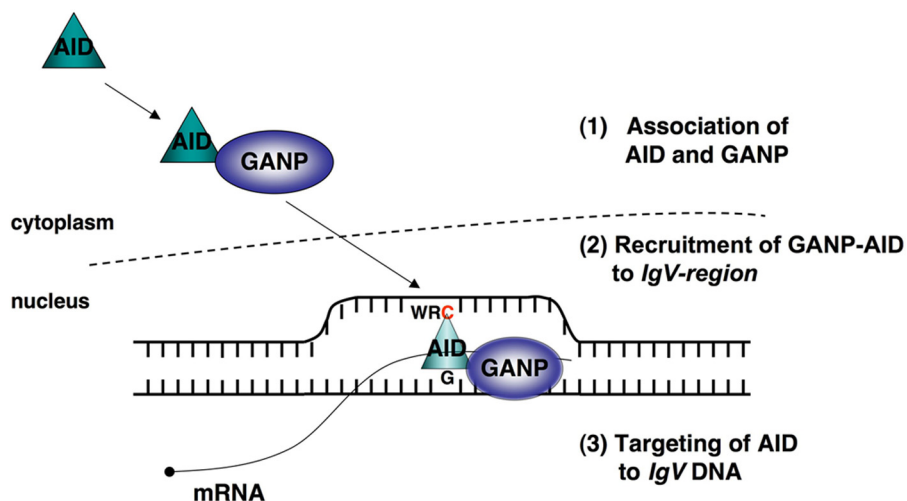 AID
AID
GANP
(1) Association of
AID and GANP
cytoplasm
(2) Recruitment of GANP-AID
to IgV-region
nucleus
WRC
AID
GANP
G
(3) Targeting of AID
to IgV DNA
mRNA